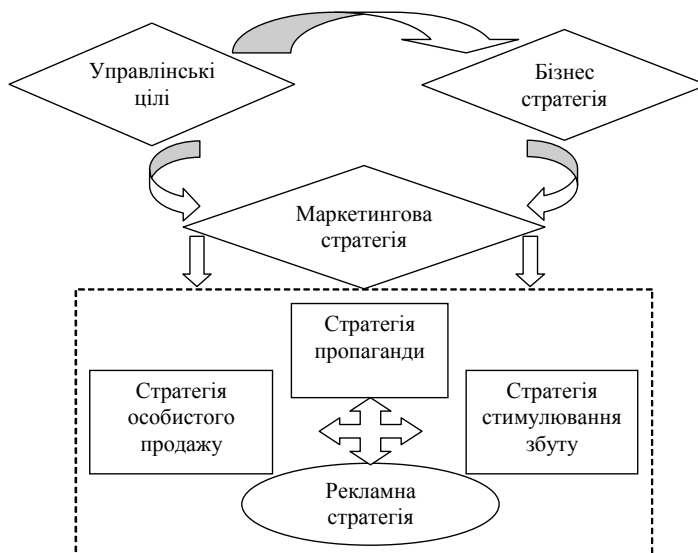 Управлінські
цілі
Бізнес
стратегія
Маркетингова
стратегія
Стратегія
пропаганди
Стратегія
особистого
продажу
Стратегія
стимулювання
збуту
Рекламна
стратегія